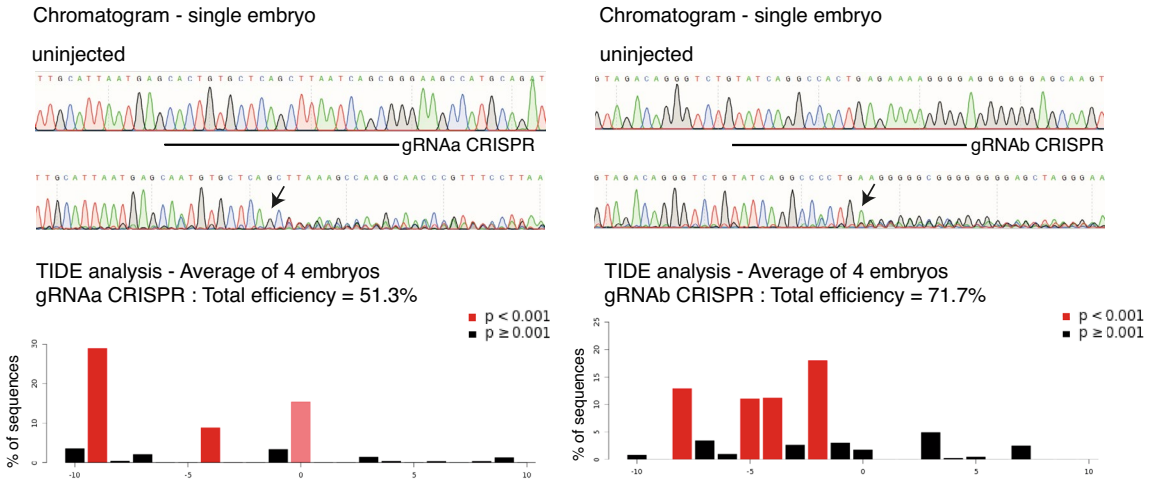 Chromatogram - single embryo
uninjected
TTGCATTAATGAGCACTGTGCTCAGCTTAATCAGCGGGAAGCCATGCAGAT
gRNAa CRISPR
TTGCATTAATGAGCAATGTGCTCAGCTTAAAGCCAAGCAACCCGTTTCCTTAA
TIDE analysis - Average of 4 embryos
gRNAa CRISPR : Total efficiency = 51.3%
p < 0.001
p ≥ 0.001
% of sequences
30
20
10
0
-10 -5 0 5 10
Chromatogram - single embryo
uninjected
GTAGACAGGGTCTGTATCAGGCCACTGAGAAAAGGGGAGGGGGGAGCAAGT
gRNAb CRISPR
GTAGACAGGGTCTGTATCAGGCCCCTGAAGGGGGCGGGGGGGGAGCTAGGGAA
TIDE analysis - Average of 4 embryos
gRNAb CRISPR : Total efficiency = 71.7%
p < 0.001
p ≥ 0.001
% of sequences
25
20
15
10
5
0
-10 -5 0 5 10